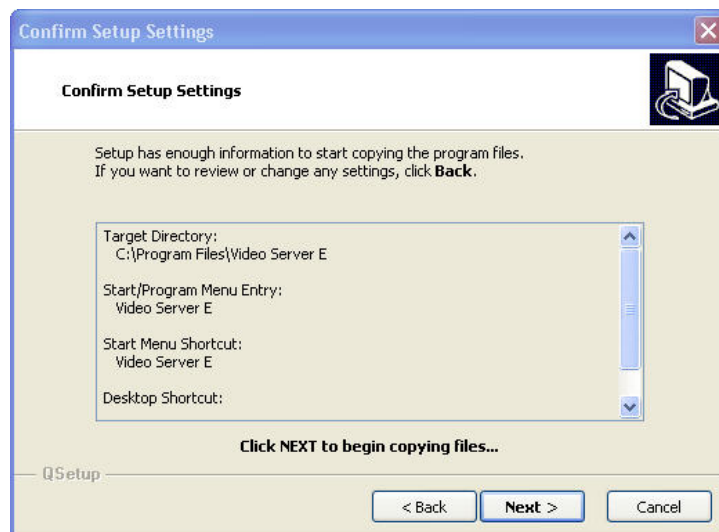 Confirm Setup Settings
Confirm Setup Settings
Setup has enough information to start copying the program files.
If you want to review or change any settings, click Back.
Target Directory:
C:\Program Files\Video Server E
Start/Program Menu Entry:
Video Server E
Start Menu Shortcut:
Video Server E
Desktop Shortcut:
Click NEXT to begin copying files...
QSetup
< Back
Next >
Cancel